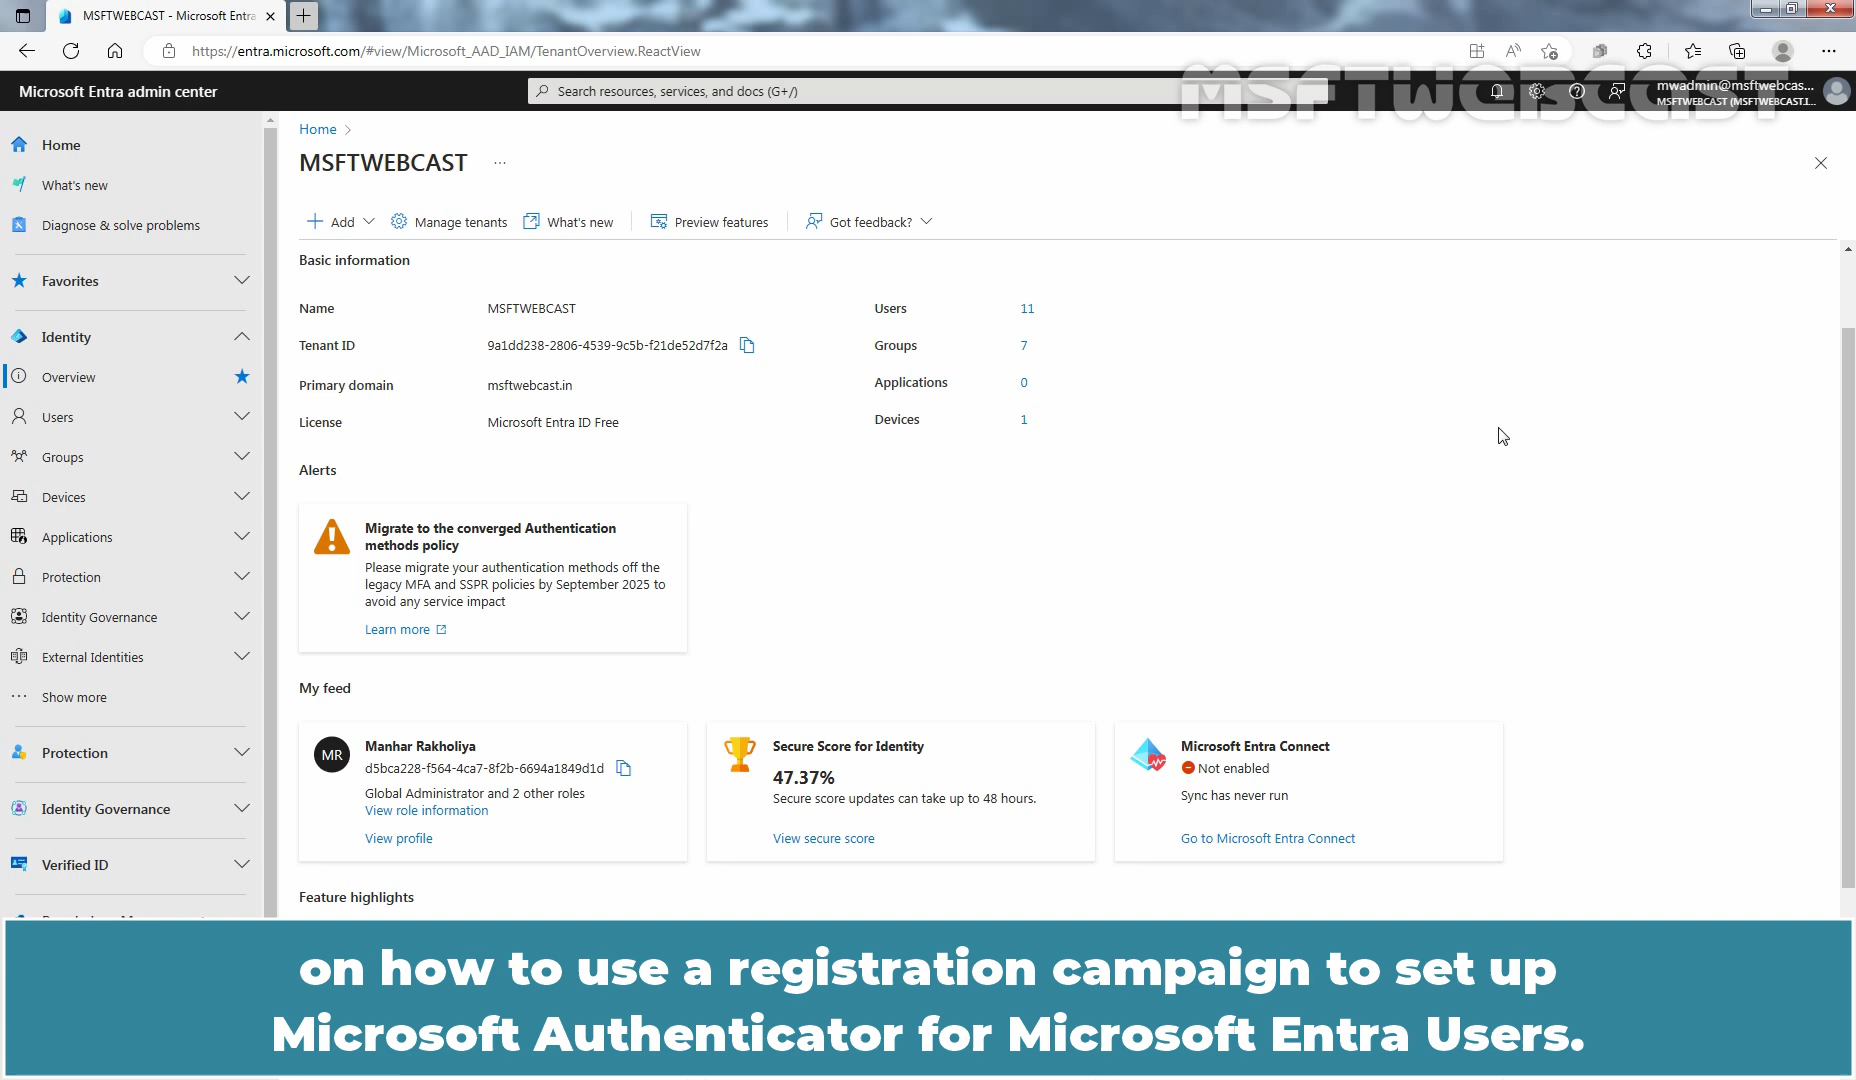 MSFTWEBCAST - Microsoft Entra
https://entra.microsoft.com/#view/Microsoft_AAD_IAM/TenantOverview.ReactView
MSFTWEBCAST
Microsoft Entra admin center
Search resources, services, and docs (G+/)
mwadmin@msftwebcas...
MSFTWEBCAST (MSFTWEBCAST.I...
Home
What's new
Diagnose & solve problems
Favorites
Identity
Overview
Users
Groups
Devices
Applications
Protection
Identity Governance
External Identities
Show more
Protection
Identity Governance
Verified ID
Home
MSFTWEBCAST ...
Add
Manage tenants
What's new
Preview features
Got feedback?
Basic information
Name MSFTWEBCAST
Tenant ID 9a1dd238-2806-4539-9c5b-f21de52d7f2a
Primary domain msftwebcast.in
License Microsoft Entra ID Free
Users 11
Groups 7
Applications 0
Devices 1
Alerts
Migrate to the converged Authentication
methods policy
Please migrate your authentication methods off the
legacy MFA and SSPR policies by September 2025 to
avoid any service impact
Learn more
My feed
MR
Manhar Rakholiya
d5bca228-f564-4ca7-8f2b-6694a1849d1d
Global Administrator and 2 other roles
View role information
View profile
Secure Score for Identity
47.37%
Secure score updates can take up to 48 hours.
View secure score
Microsoft Entra Connect
Not enabled
Sync has never run
Go to Microsoft Entra Connect
Feature highlights
on how to use a registration campaign to set up
Microsoft Authenticator for Microsoft Entra Users.